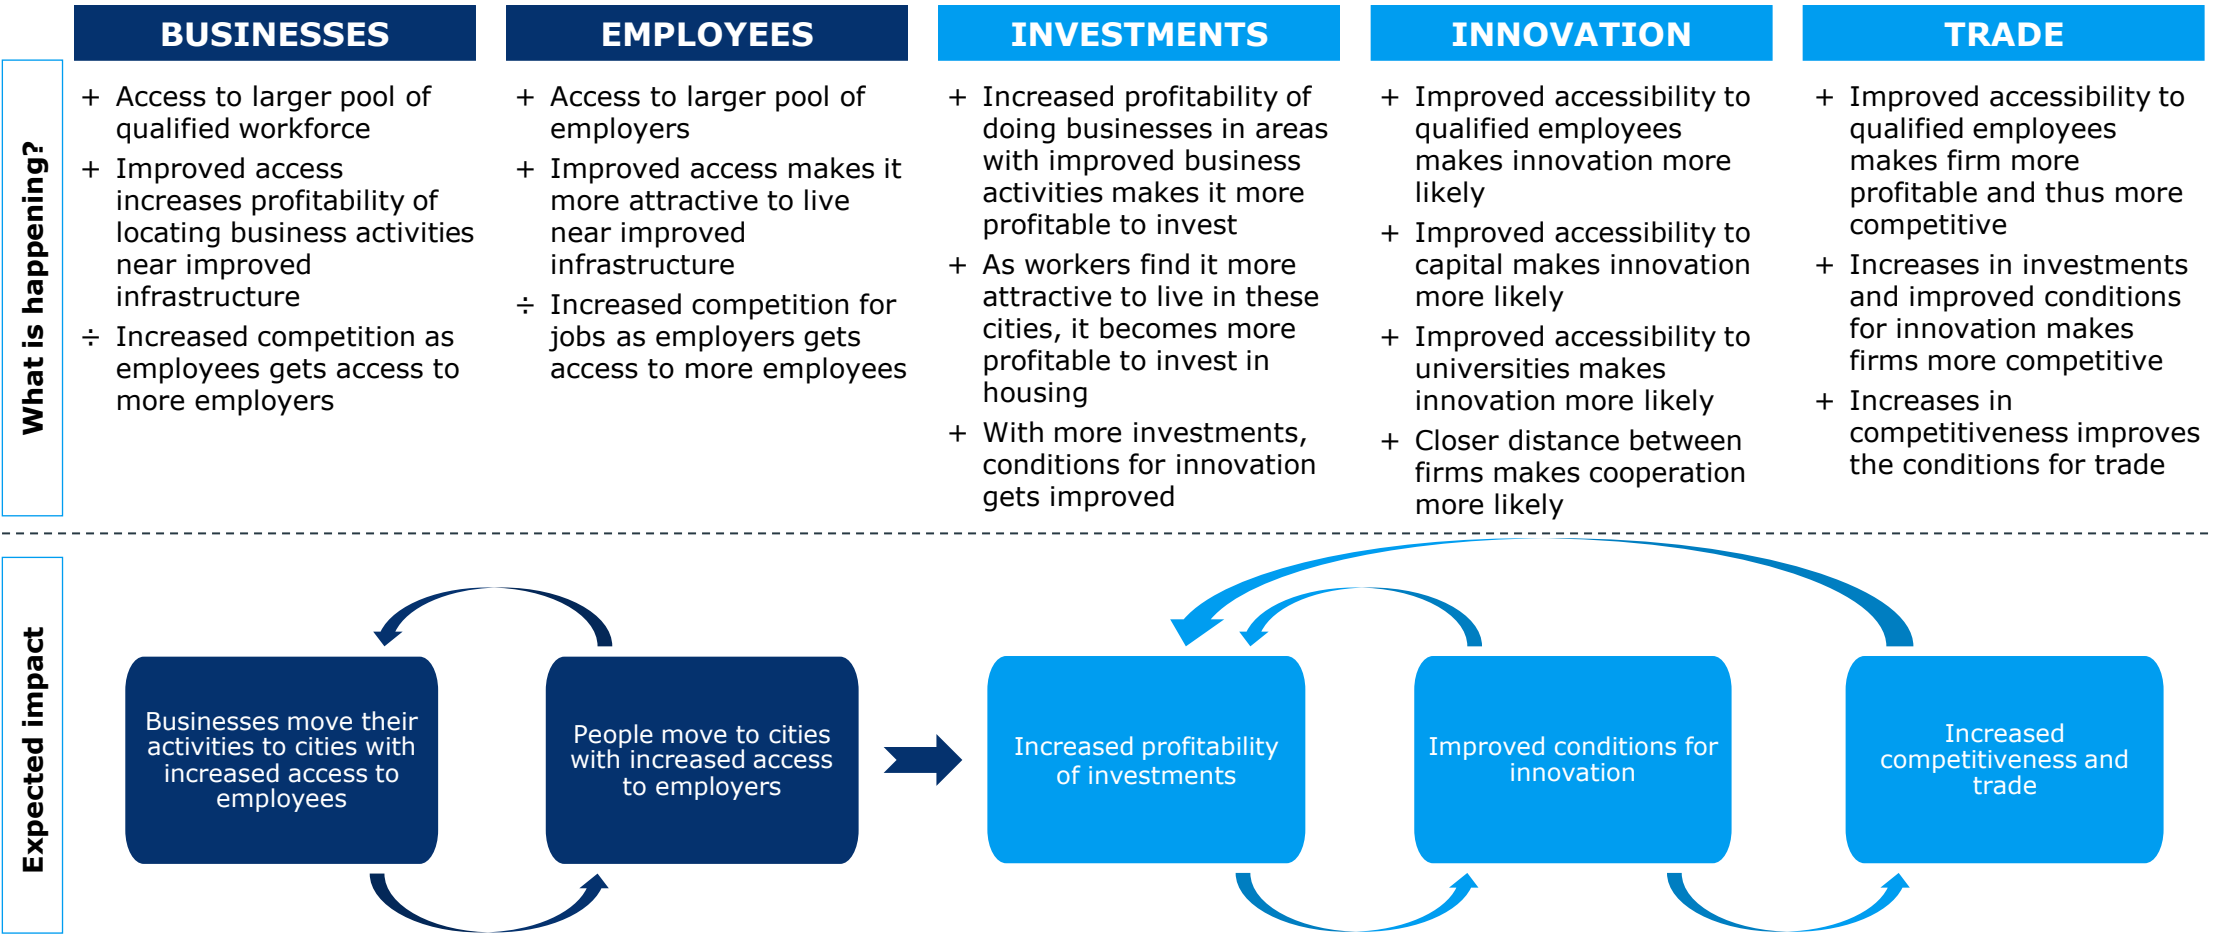 BUSINESSES
EMPLOYEES
INVESTMENTS
INNOVATION
TRADE
What is happening?
+ Access to larger pool of
qualified workforce
+ Improved access
increases profitability of
locating business activities
near improved
infrastructure
÷ Increased competition as
employees gets access to
more employers
+ Access to larger pool of
employers
+ Improved access makes it
more attractive to live
near improved
infrastructure
÷ Increased competition for
jobs as employers gets
access to more employees
+ Increased profitability of
doing businesses in areas
with improved business
activities makes it more
profitable to invest
+ As workers find it more
attractive to live in these
cities, it becomes more
profitable to invest in
housing
+ With more investments,
conditions for innovation
gets improved
+ Improved accessibility to
qualified employees
makes innovation more
likely
+ Improved accessibility to
capital makes innovation
more likely
+ Improved accessibility to
universities makes
innovation more likely
+ Closer distance between
firms makes cooperation
more likely
+ Improved accessibility to
qualified employees
makes firm more
profitable and thus more
competitive
+ Increases in investments
and improved conditions
for innovation makes
firms more competitive
+ Increases in
competitiveness improves
the conditions for trade
Expected impact
Businesses move their
activities to cities with
increased access to
employees
People move to cities
with increased access
to employers
Increased profitability
of investments
Improved conditions for
innovation
Increased
competitiveness and
trade